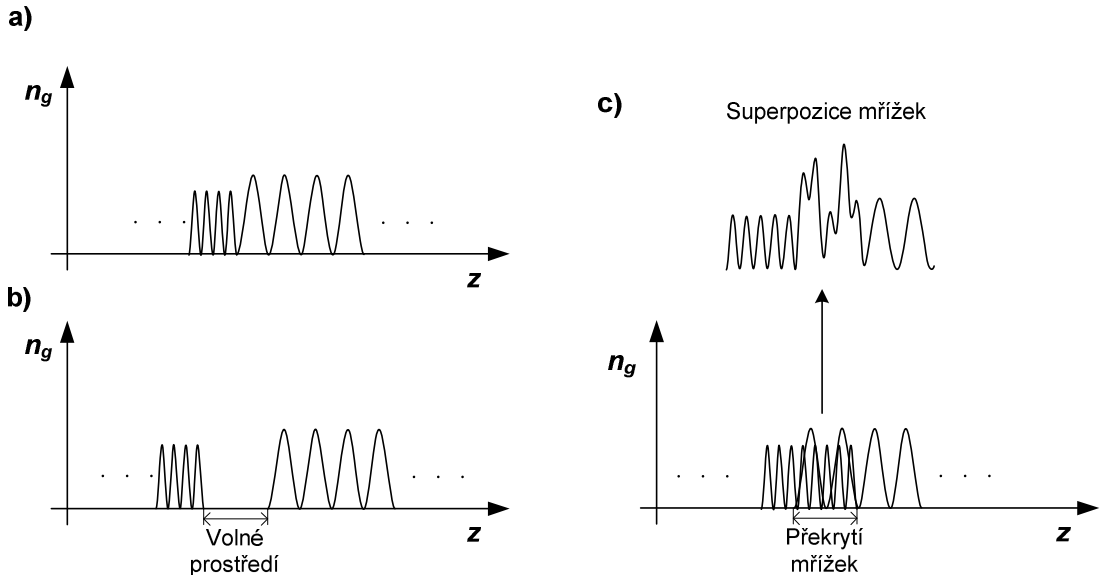 a)
n_g
. . .
. . .
z
b)
n_g
. . .
. . .
Volné
prostředí
z
c)
Superpozice mřížek
n_g
. . .
. . .
Překrytí
mřížek
z